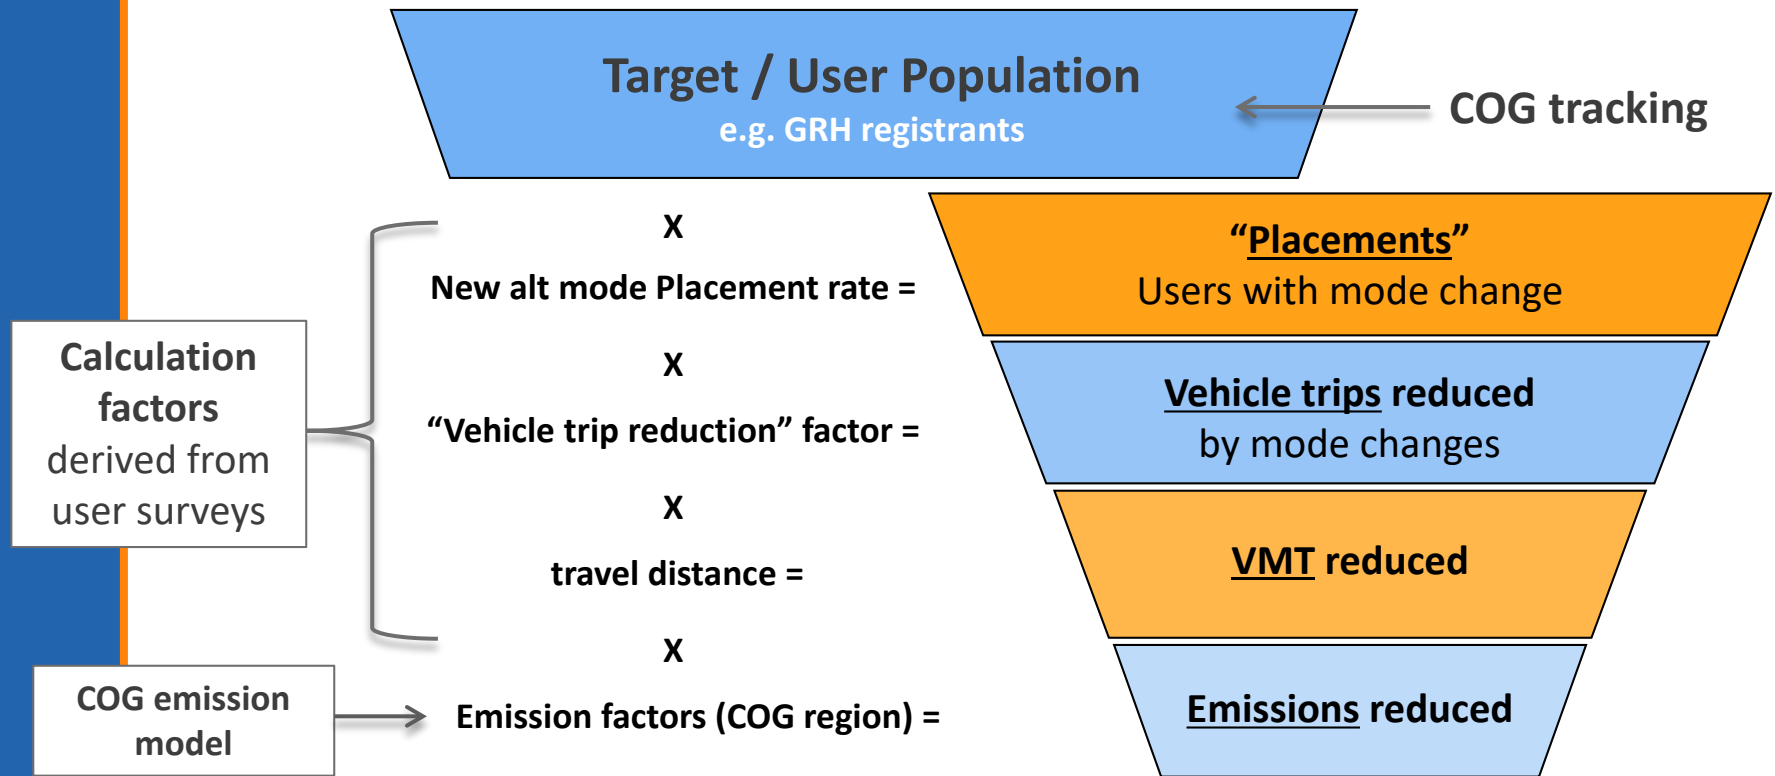 Target / User Population
e.g. GRH registrants
COG tracking
X
New alt mode Placement rate =
“Placements”
Users with mode change
X
“Vehicle trip reduction” factor =
Vehicle trips reduced
by mode changes
X
travel distance =
VMT reduced
X
Emission factors (COG region) =
Emissions reduced
Calculation
factors
derived from
user surveys
COG emission
model